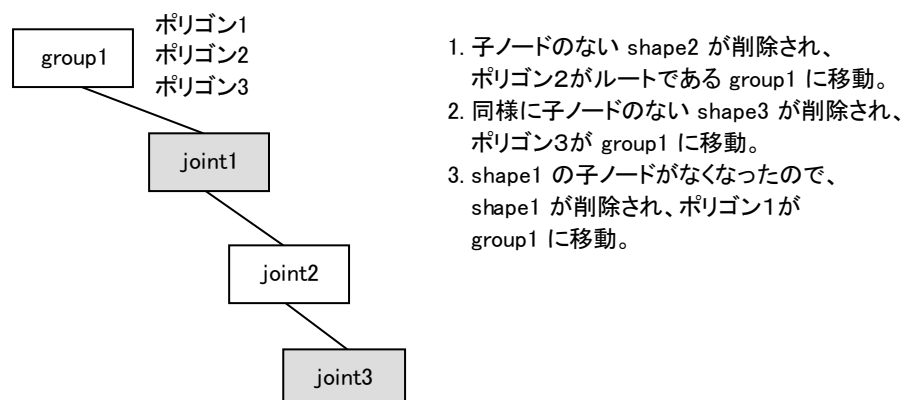 group1
ポリゴン1
ポリゴン2
ポリゴン3
joint1
joint2
joint3
1. 子ノードのない shape2 が削除され、
ポリゴン２がルートである group1 に移動。
2. 同様に子ノードのない shape3 が削除され、
ポリゴン３が group1 に移動。
3. shape1 の子ノードがなくなったので、
shape1 が削除され、ポリゴン１が
group1 に移動。